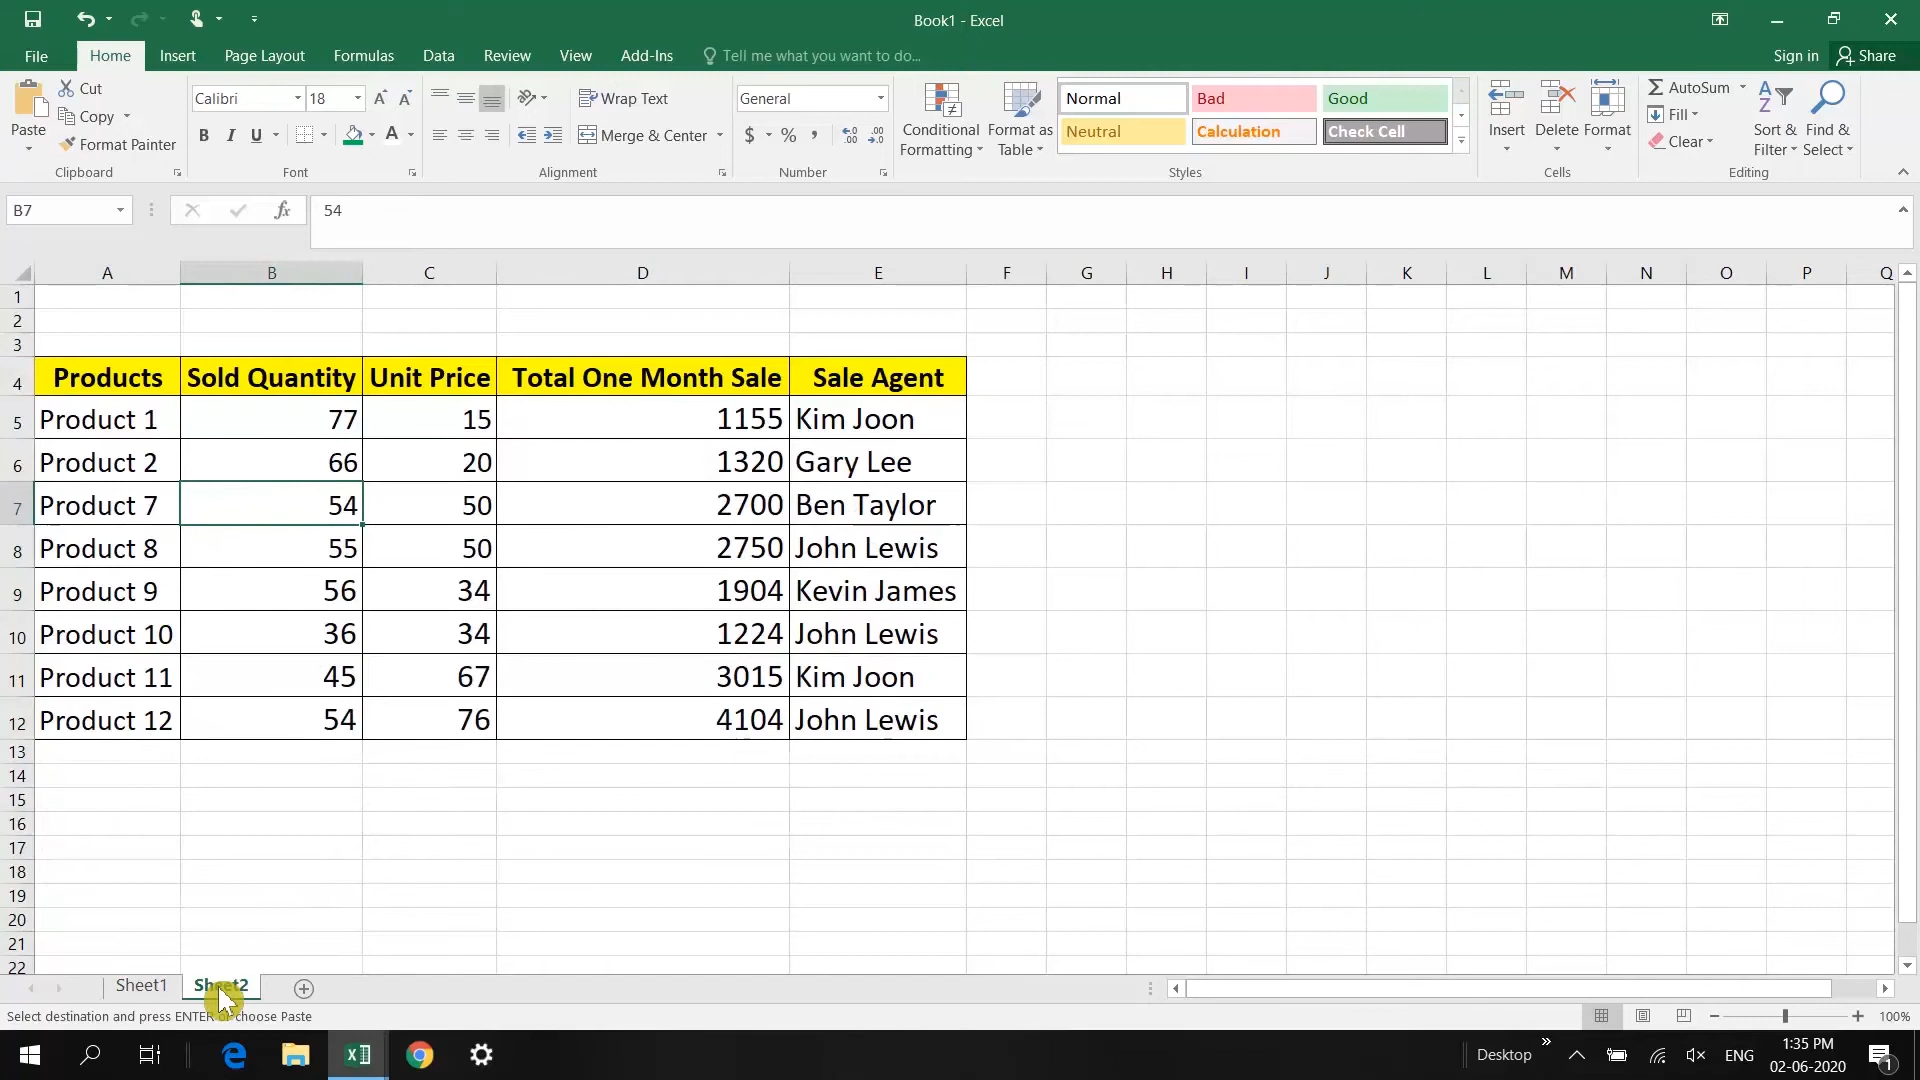 Book1 - Excel
File Home Insert Page Layout Formulas Data Review View Add-Ins Tell me what you want to do... Sign in Share
Paste
Cut
Copy
Format Painter
Clipboard
Calibri 18
B I U
Font
Wrap Text
Merge & Center
Alignment
General
$ %
Number
Conditional Formatting
Format as Table
Normal Bad Good
Neutral Calculation Check Cell
Styles
Insert Delete Format
Cells
AutoSum
Fill
Clear
Sort & Filter
Find & Select
Editing
B7 fx 54
A B C D E F G H I J K L M N O P Q
1
2
3
4 Products Sold Quantity Unit Price Total One Month Sale Sale Agent
5 Product 1 77 15 1155 Kim Joon
6 Product 2 66 20 1320 Gary Lee
7 Product 7 54 50 2700 Ben Taylor
8 Product 8 55 50 2750 John Lewis
9 Product 9 56 34 1904 Kevin James
10 Product 10 36 34 1224 John Lewis
11 Product 11 45 67 3015 Kim Joon
12 Product 12 54 76 4104 John Lewis
13
14
15
16
17
18
19
20
21
22
Sheet1 Sheet2
Select destination and press ENTER or choose Paste 100%
Desktop ENG 1:35 PM
02-06-2020 1